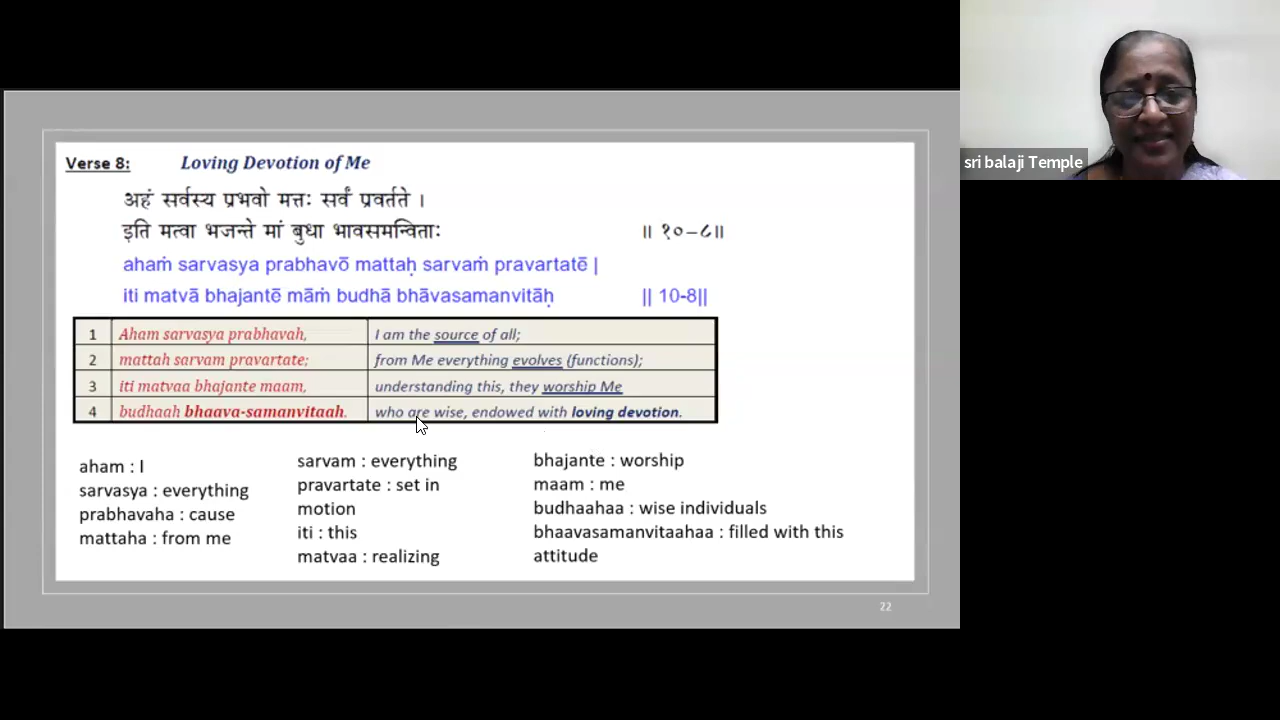 Verse 8: Loving Devotion of Me
अहं सर्वस्य प्रभवो मत्तः सर्वं प्रवर्तते ।
इति मत्वा भजन्ते मां बुधा भावसमन्विताः ॥ १०-८॥
ahaṁ sarvasya prabhavō mattaḥ sarvaṁ pravartatē |
iti matvā bhajantē māṁ budhā bhāvasamanvitāḥ || 10-8||
1 Aham sarvasya prabhavah, I am the source of all;
2 mattah sarvam pravartate; from Me everything evolves (functions);
3 iti matvaa bhajante maam, understanding this, they worship Me
4 budhaah bhaava-samanvitaah. who are wise, endowed with loving devotion.
aham : I
sarvasya : everything
prabhavaha : cause
mattaha : from me
sarvam : everything
pravartate : set in
motion
iti : this
matvaa : realizing
bhajante : worship
maam : me
budhaahaa : wise individuals
bhaavasamanvitaahaa : filled with this
attitude
22
sri balaji Temple